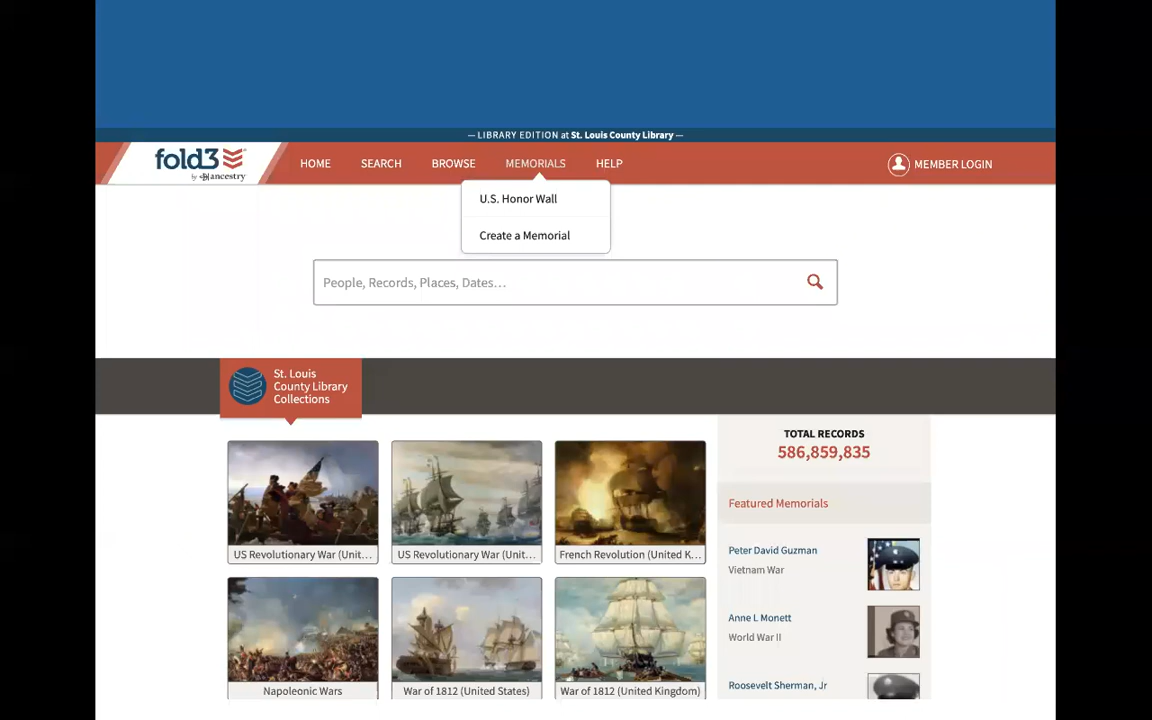 — LIBRARY EDITION at St. Louis County Library —
fold3
by ancestry
HOME SEARCH BROWSE MEMORIALS HELP MEMBER LOGIN
U.S. Honor Wall
Create a Memorial
People, Records, Places, Dates...
St. Louis
County Library
Collections
TOTAL RECORDS
586,859,835
Featured Memorials
US Revolutionary War (Unit... US Revolutionary War (Unit... French Revolution (United K...
Peter David Guzman
Vietnam War
Anne L Monett
World War II
Roosevelt Sherman, Jr
Napoleonic Wars War of 1812 (United States) War of 1812 (United Kingdom)